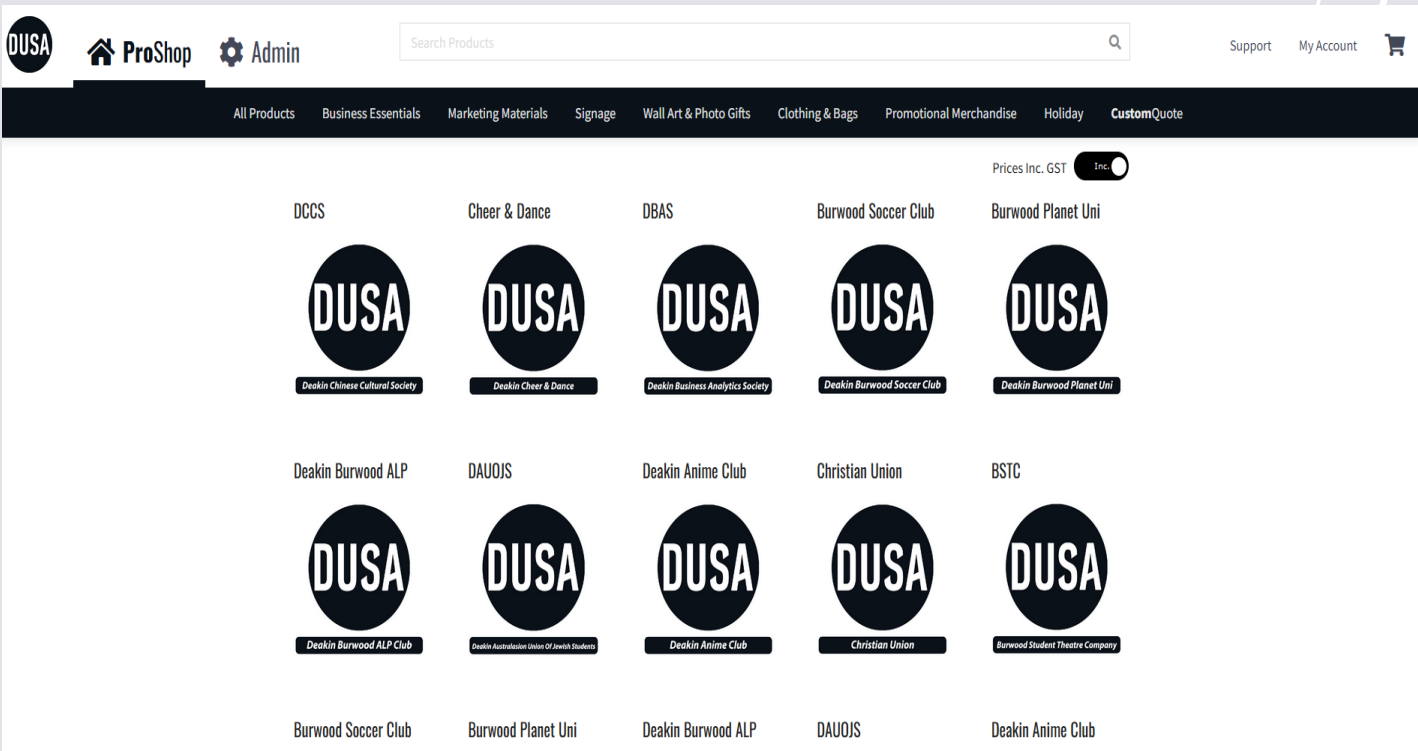 DUSA
ProShop
Admin
Search Products
Support
My Account
All Products
Business Essentials
Marketing Materials
Signage
Wall Art & Photo Gifts
Clothing & Bags
Promotional Merchandise
Holiday
CustomQuote
Prices Inc. GST
Inc.
DCCS
Cheer & Dance
DBAS
Burwood Soccer Club
Burwood Planet Uni
DUSA
DUSA
DUSA
DUSA
DUSA
Deakin Chinese Cultural Society
Deakin Cheer & Dance
Deakin Business Analytics Society
Deakin Burwood Soccer Club
Deakin Burwood Planet Uni
Deakin Burwood ALP
DAUOJS
Deakin Anime Club
Christian Union
BSTC
DUSA
DUSA
DUSA
DUSA
DUSA
Deakin Burwood ALP Club
Deakin Australasion Union Of Jewish Students
Deakin Anime Club
Christian Union
Burwood Student Theatre Company
Burwood Soccer Club
Burwood Planet Uni
Deakin Burwood ALP
DAUOJS
Deakin Anime Club